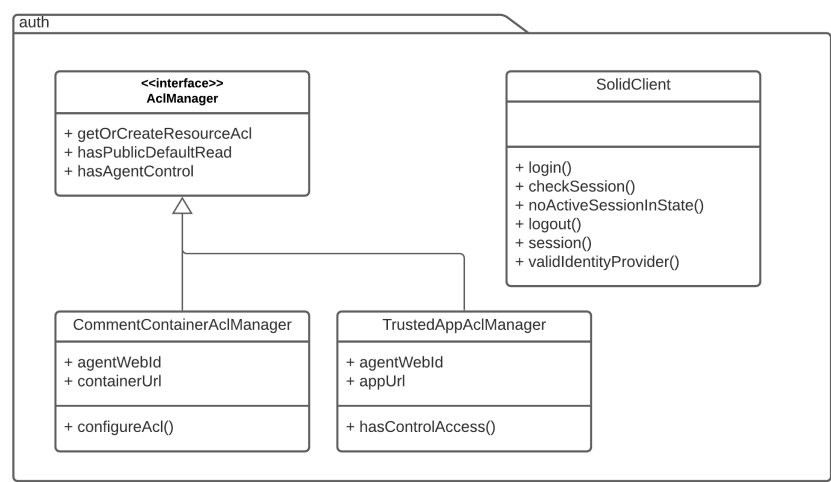 auth
<<interface>>
AclManager
+ getOrCreateResourceAcl
+ hasPublicDefaultRead
+ hasAgentControl
SolidClient
+ login()
+ checkSession()
+ noActiveSessionInState()
+ logout()
+ session()
+ validIdentityProvider()
CommentContainerAclManager
+ agentWebId
+ containerUrl
+ configureAcl()
TrustedAppAclManager
+ agentWebId
+ appUrl
+ hasControlAccess()